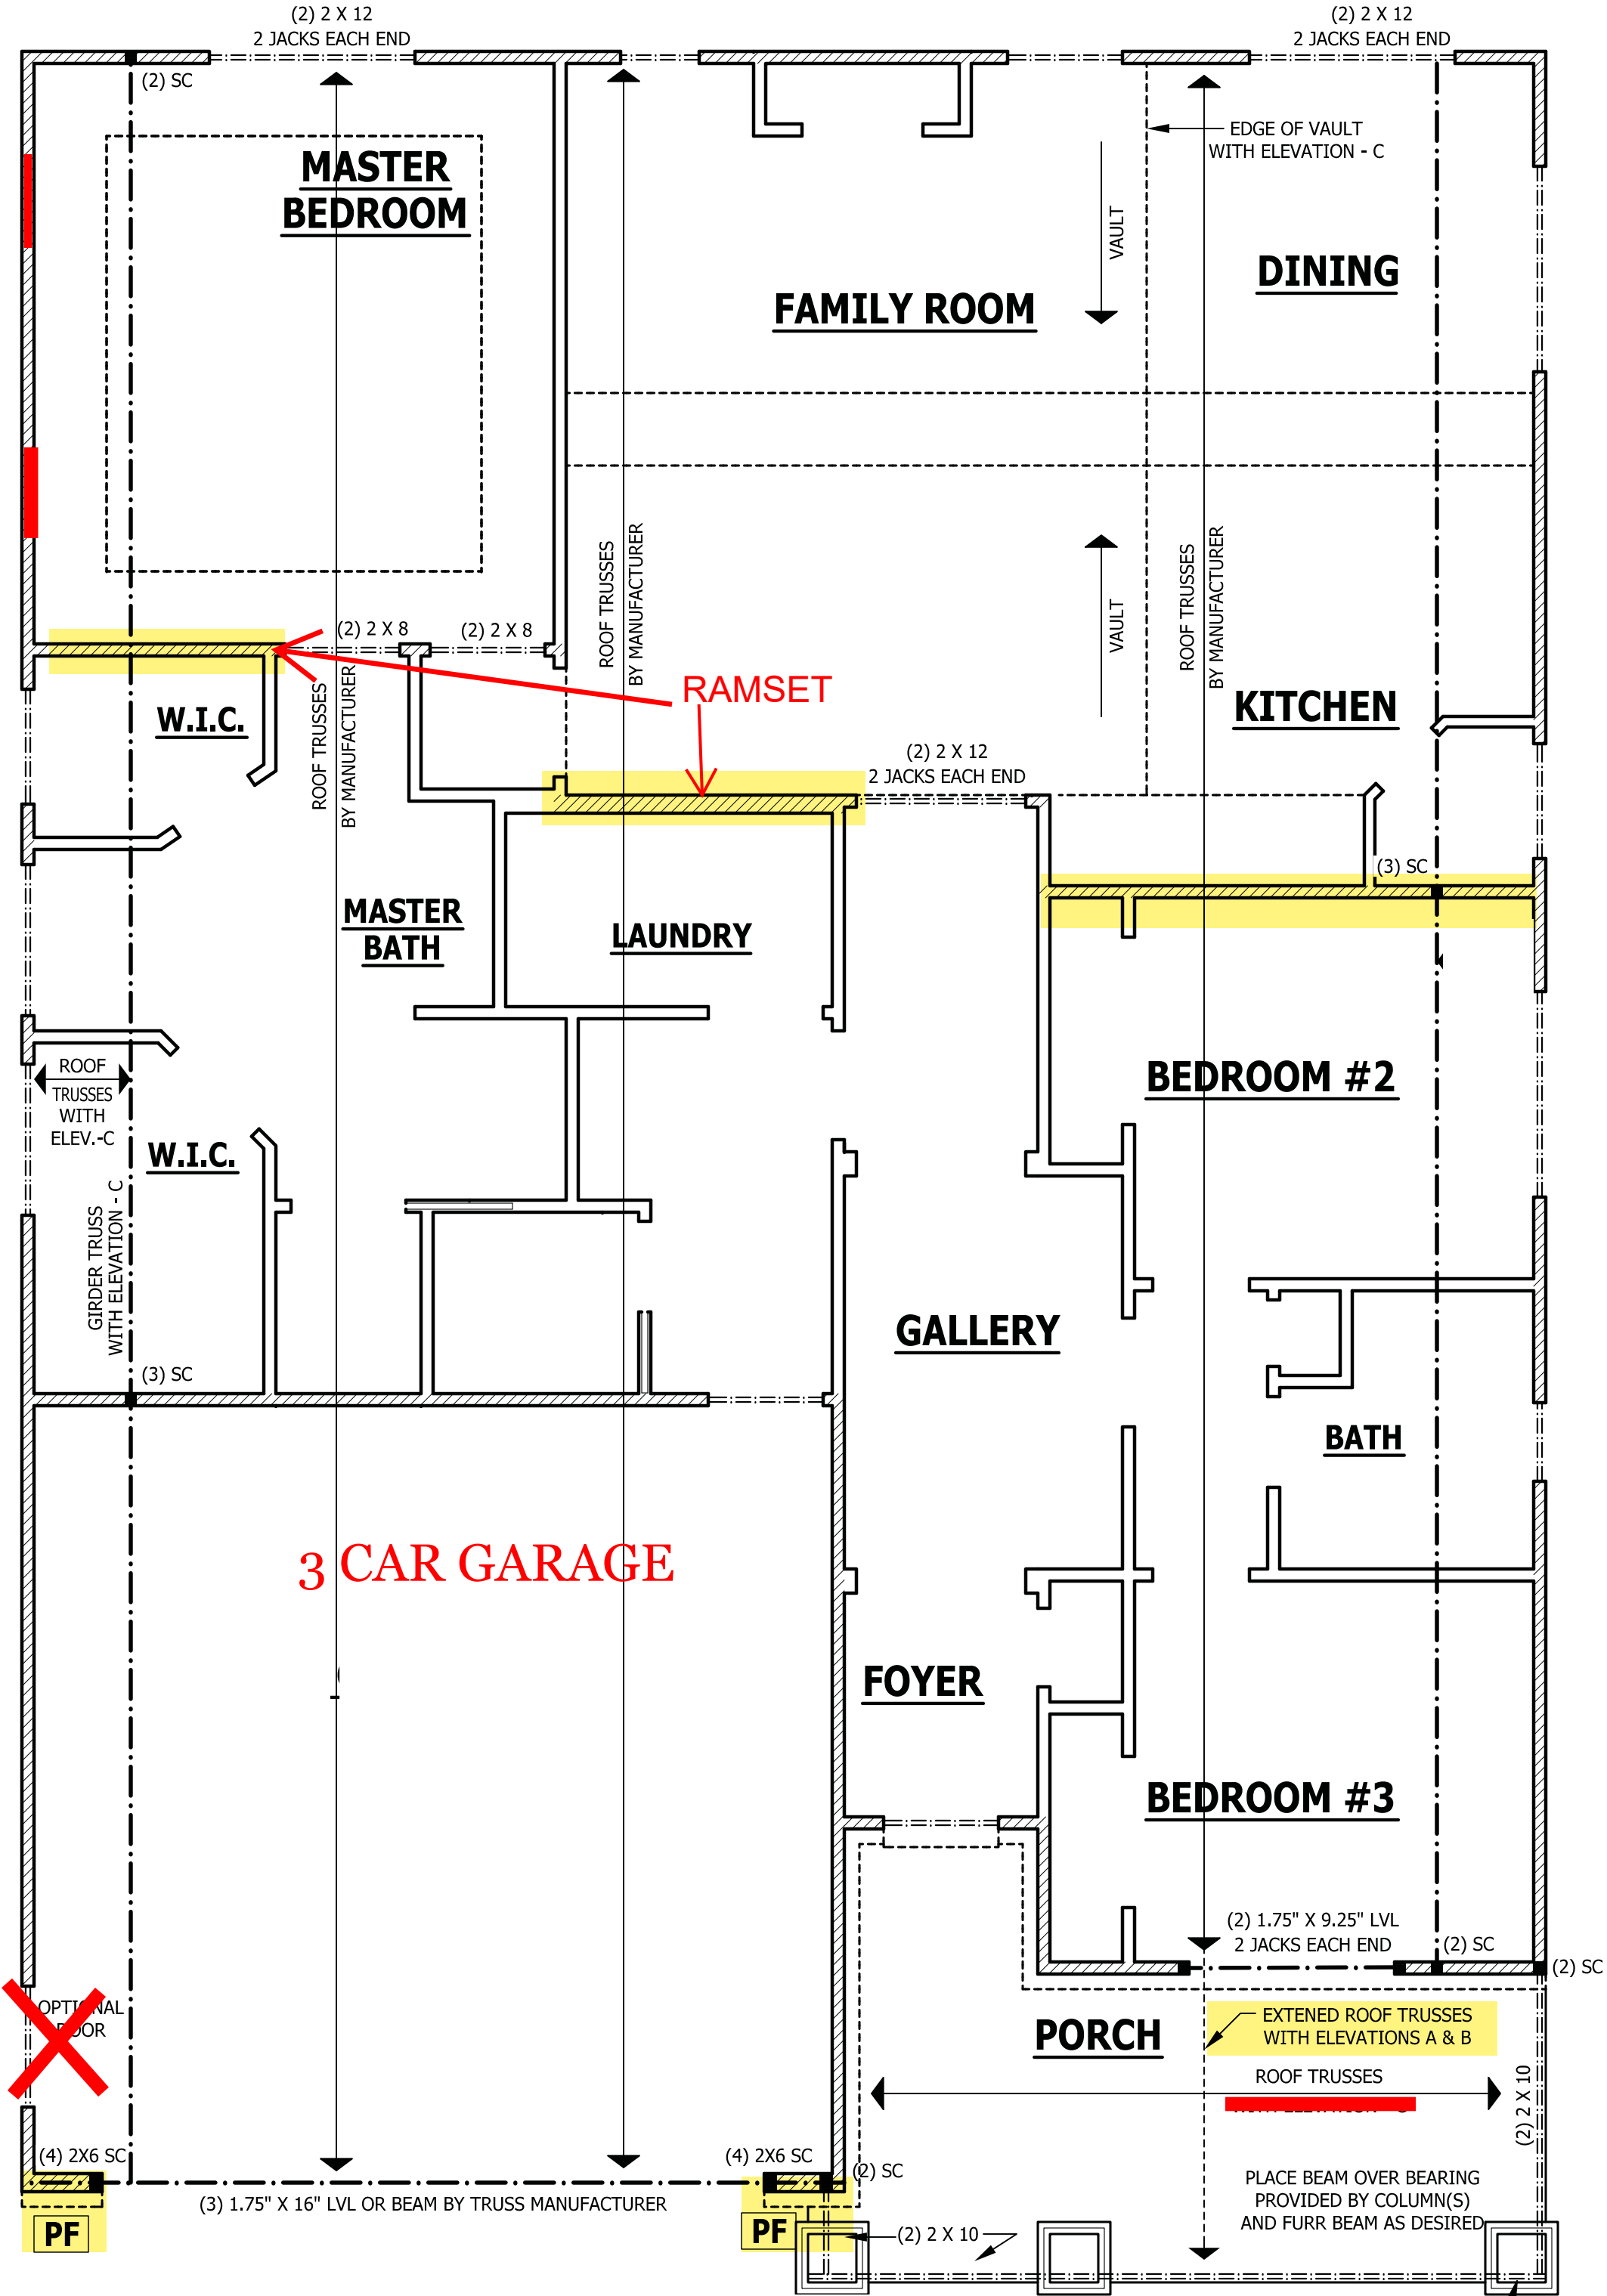 (2) 2 X 12
2 JACKS EACH END
(2) 2 X 12
2 JACKS EACH END
(2) SC
MASTER
BEDROOM
EDGE OF VAULT
WITH ELEVATION - C
VAULT
FAMILY ROOM
DINING
ROOF TRUSSES
BY MANUFACTURER
ROOF TRUSSES
BY MANUFACTURER
VAULT
(2) 2 X 8
(2) 2 X 8
RAMSET
W.I.C.
ROOF TRUSSES
BY MANUFACTURER
KITCHEN
(2) 2 X 12
2 JACKS EACH END
(3) SC
MASTER
BATH
LAUNDRY
ROOF
TRUSSES
WITH
ELEV.-C
BEDROOM #2
W.I.C.
GIRDER TRUSS
WITH ELEVATION - C
GALLERY
(3) SC
BATH
3 CAR GARAGE
FOYER
BEDROOM #3
(2) 1.75" X 9.25" LVL
2 JACKS EACH END
(2) SC
(2) SC
OPTIONAL
DOOR
PORCH
EXTENED ROOF TRUSSES
WITH ELEVATIONS A & B
ROOF TRUSSES
(2) 2 X 10
(4) 2X6 SC
(4) 2X6 SC
(2) SC
(3) 1.75" X 16" LVL OR BEAM BY TRUSS MANUFACTURER
PLACE BEAM OVER BEARING
PROVIDED BY COLUMN(S)
AND FURR BEAM AS DESIRED
PF
PF
(2) 2 X 10